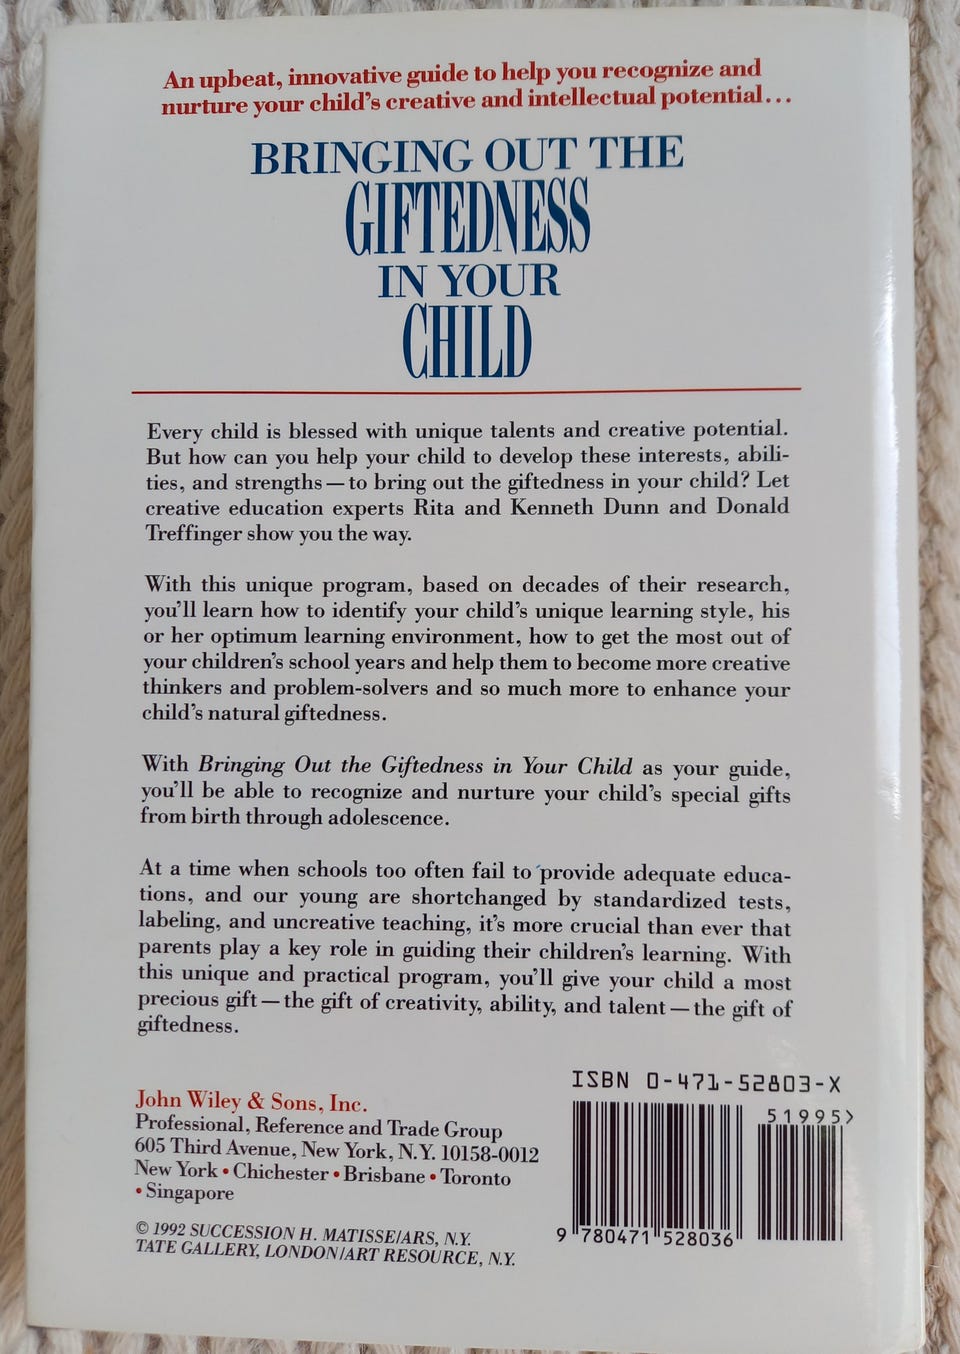 An upbeat, innovative guide to help you recognize and
nurture your child's creative and intellectual potential...
BRINGING OUT THE
GIFTEDNESS
IN YOUR
CHILD
Every child is blessed with unique talents and creative potential.
But how can you help your child to develop these interests, abili-
ties, and strengths—to bring out the giftedness in your child? Let
creative education experts Rita and Kenneth Dunn and Donald
Treffinger show you the way.
With this unique program, based on decades of their research,
you'll learn how to identify your child's unique learning style, his
or her optimum learning environment, how to get the most out of
your children's school years and help them to become more creative
thinkers and problem-solvers and so much more to enhance your
child's natural giftedness.
With Bringing Out the Giftedness in Your Child as your guide,
you'll be able to recognize and nurture your child's special gifts
from birth through adolescence.
At a time when schools too often fail to provide adequate educa-
tions, and our young are shortchanged by standardized tests,
labeling, and uncreative teaching, it's more crucial than ever that
parents play a key role in guiding their children's learning. With
this unique and practical program, you'll give your child a most
precious gift—the gift of creativity, ability, and talent—the gift of
giftedness.
John Wiley & Sons, Inc.
Professional, Reference and Trade Group
605 Third Avenue, New York, N.Y. 10158-0012
New York • Chichester • Brisbane • Toronto
• Singapore
© 1992 SUCCESSION H. MATISSE/ARS, N.Y.
TATE GALLERY, LONDON/ART RESOURCE, N.Y.
ISBN 0-471-52803-X
51995>
9 780471 528036